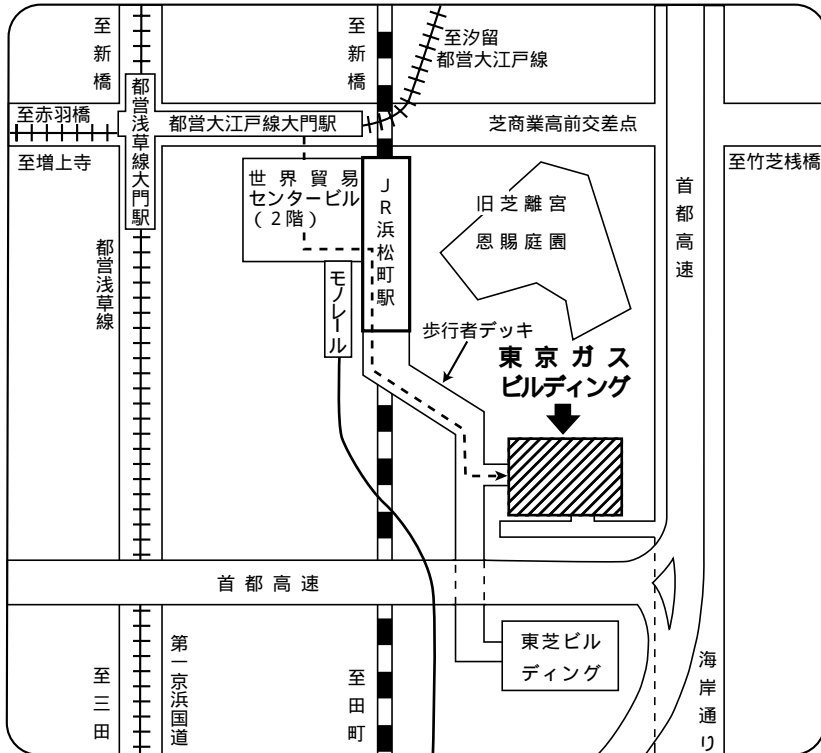 至新橋
至新橋
至汐留
都営大江戸線
都営浅草線大門駅
至赤羽橋
都営大江戸線大門駅
芝商業高前交差点
至増上寺
至竹芝桟橋
世界貿易
センタービル
(2階)
JR浜松町駅
旧芝離宮
恩賜庭園
首都高速
都営浅草線
モノレール
歩行者デッキ
東京ガス
ビルディング
首都高速
東芝ビル
ディング
至三田
第一京浜国道
至田町
海岸通り